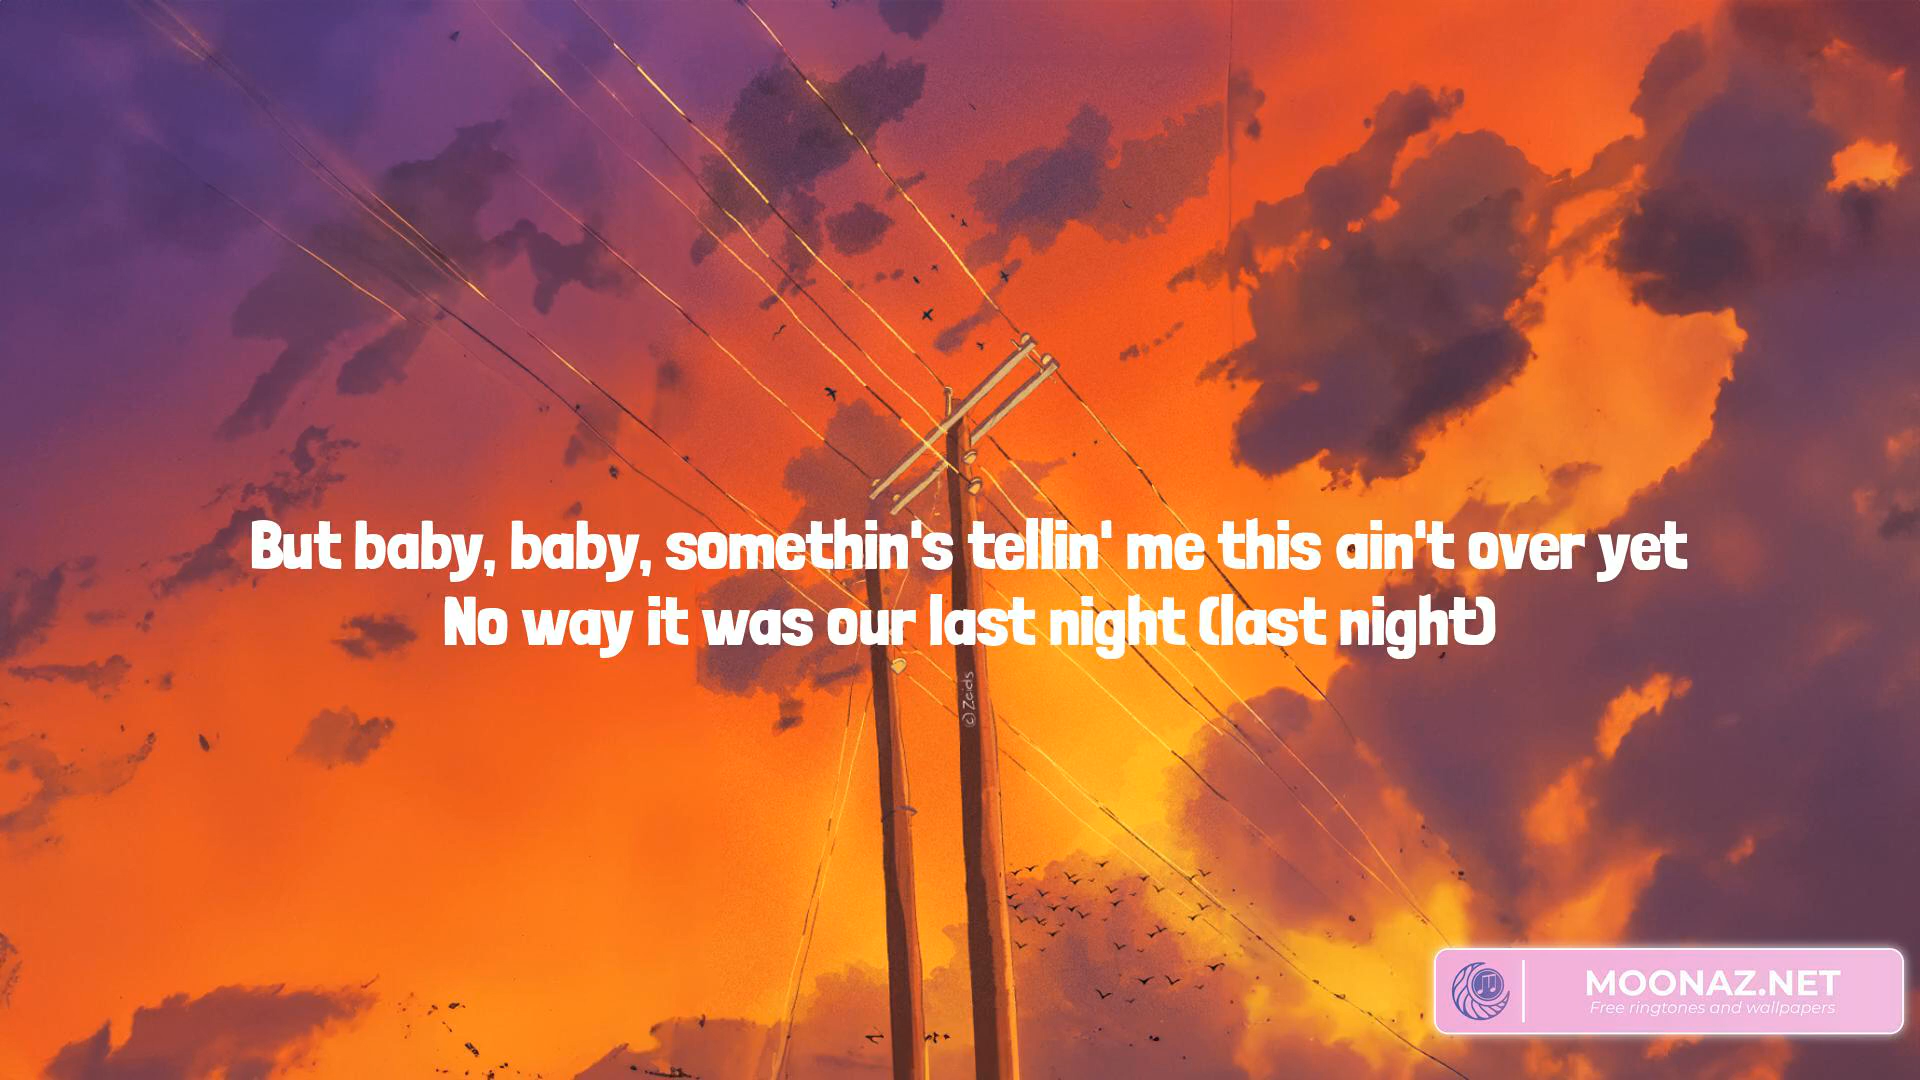 But baby, baby, somethin's tellin' me this ain't over yet
No way it was our last night (last night)
© Zeids
MOONAZ.NET
Free ringtones and wallpapers